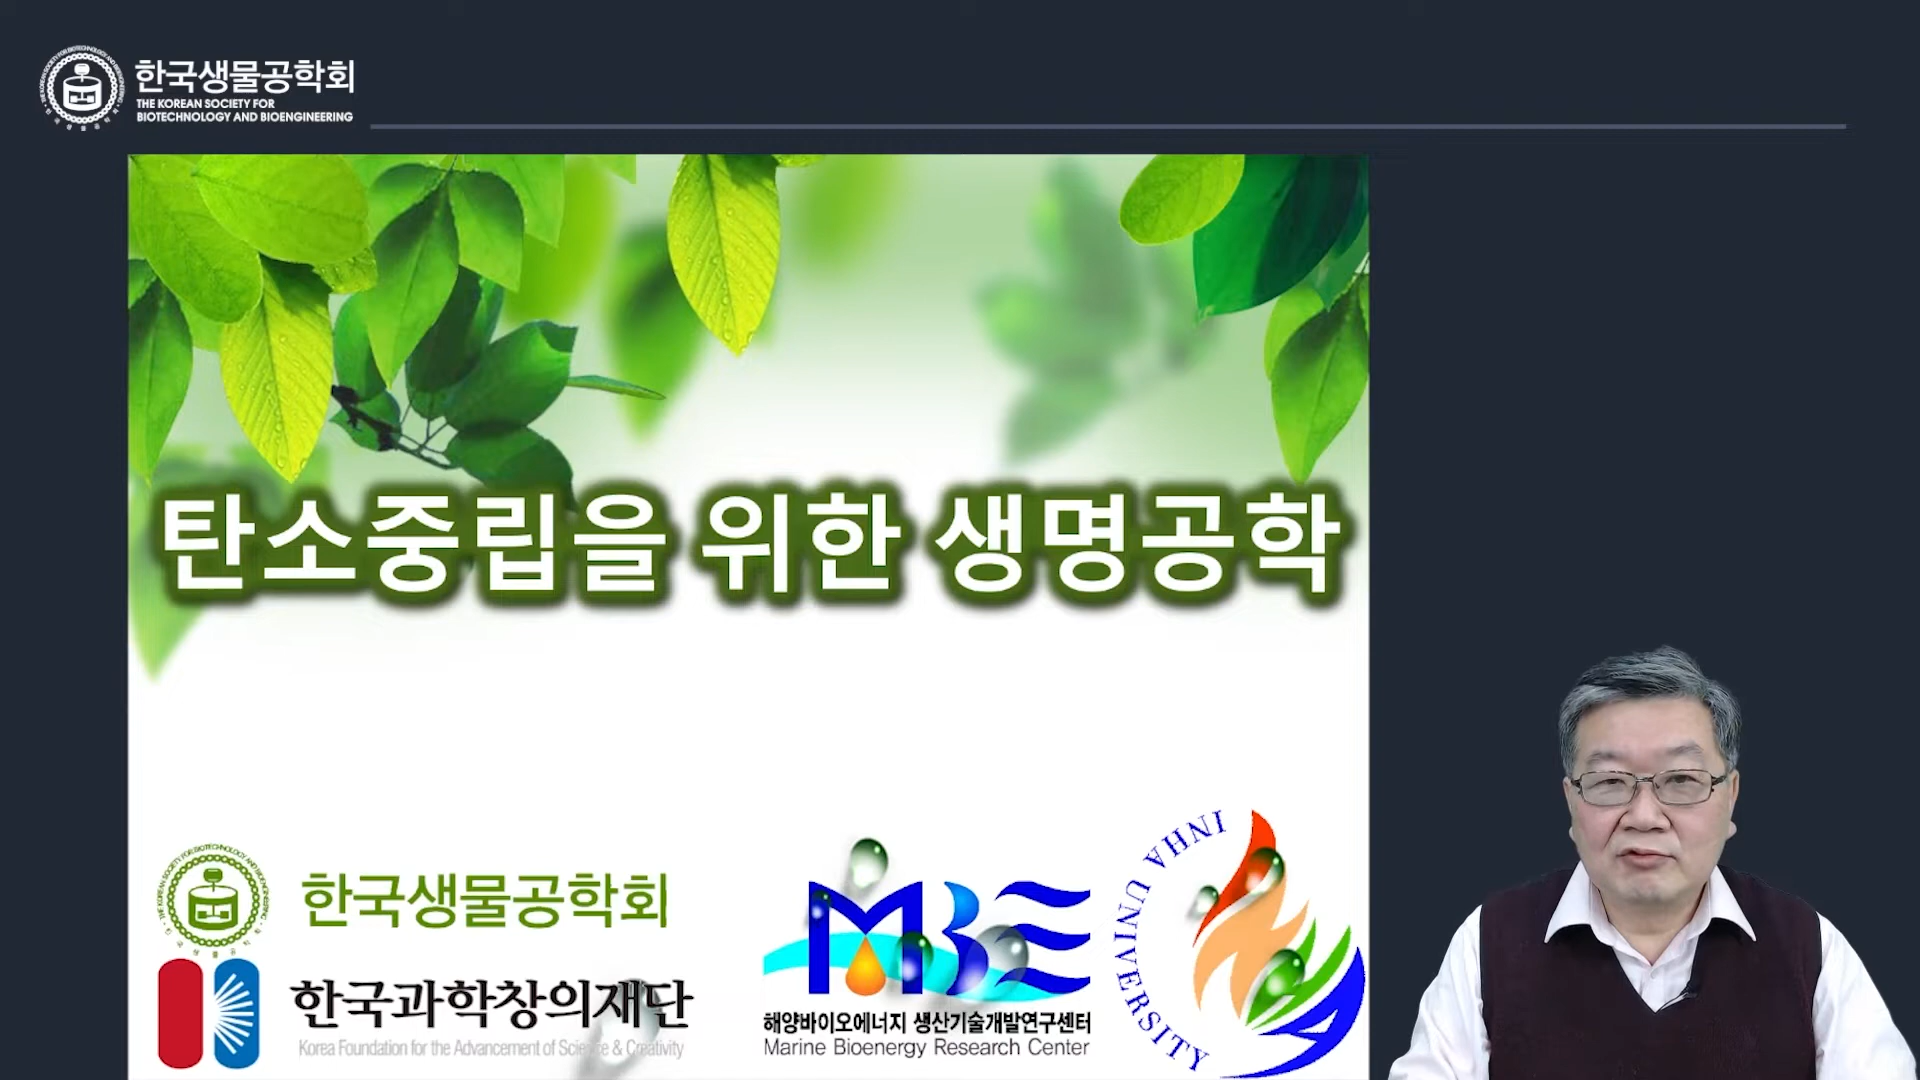 한국생물공학회
THE KOREAN SOCIETY FOR
BIOTECHNOLOGY AND BIOENGINEERING
탄소중립을 위한 생명공학
한국생물공학회
한국과학창의재단
Korea Foundation for the Advancement of Science & Creativity
MBE
해양바이오에너지 생산기술개발연구센터
Marine Bioenergy Research Center
INHA UNIVERSITY